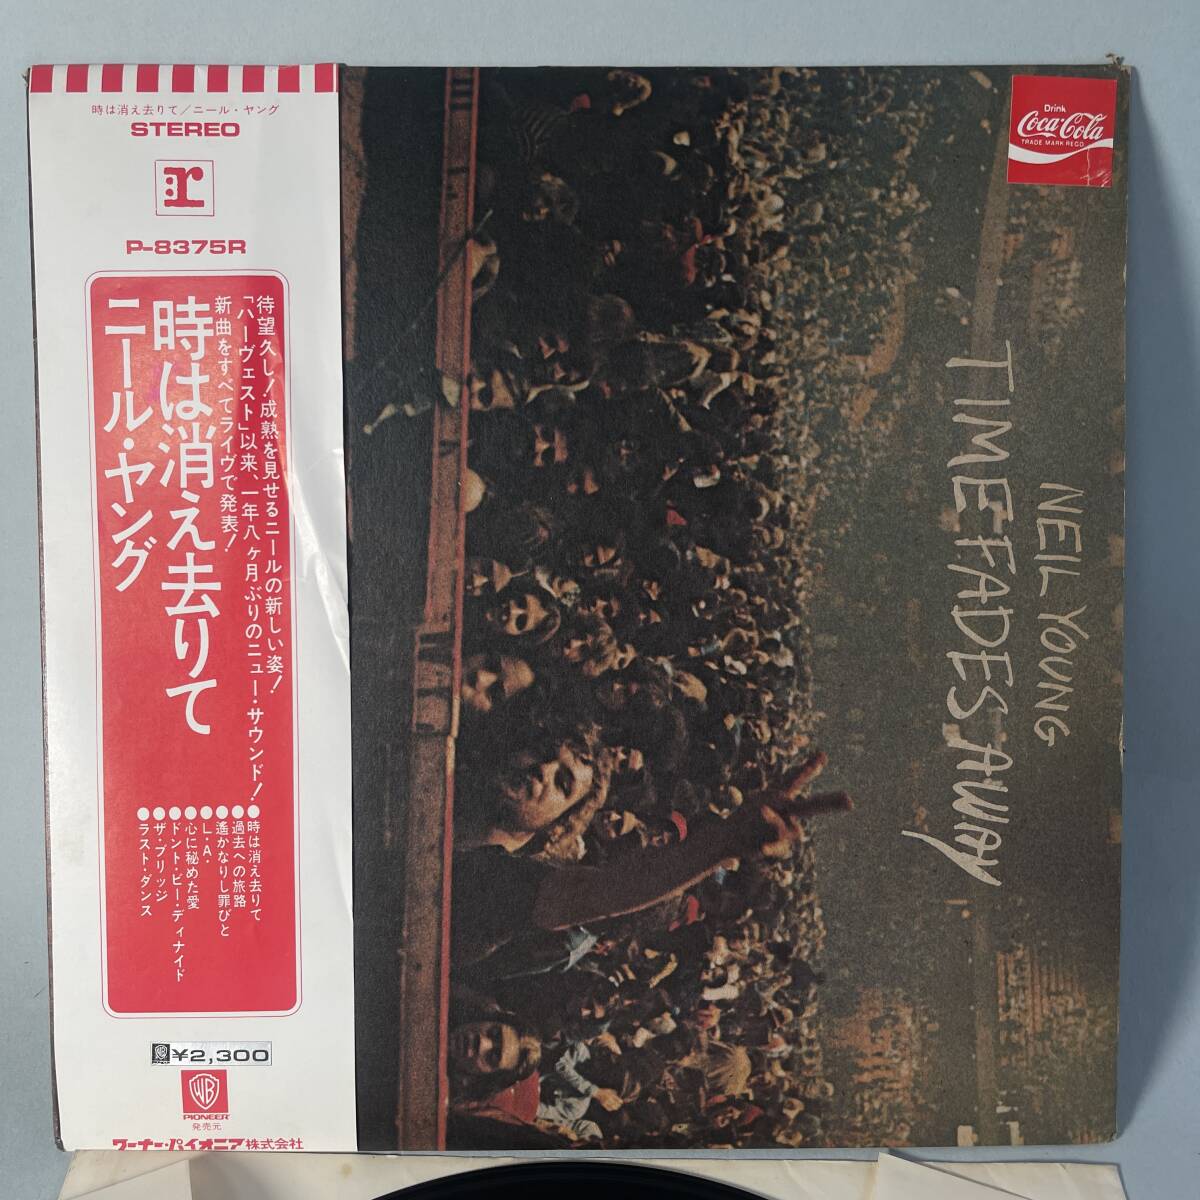 時は消え去りて/ニール・ヤング
STEREO
r
P-8375R
待望久し!成熟を見せるニールの新しい姿!
「ハーヴェスト」以来、一年八ヶ月ぶりのニュー・サウンド!
新曲をすべてライヴで発表!
時は消え去りて
ニール・ヤング
●時は消え去りて
●過去への旅路
●遙かなりし罪びと
●L・A・
●心に秘めた愛
●ドント・ビー・ディナイド
●ザ・ブリッジ
●ラスト・ダンス
¥2,300
WB
PIONEER
発売元
ワーナー・パイオニア株式会社
Drink
Coca-Cola
TRADE MARK REGD.
NEIL YOUNG
TIME FADES AWAY